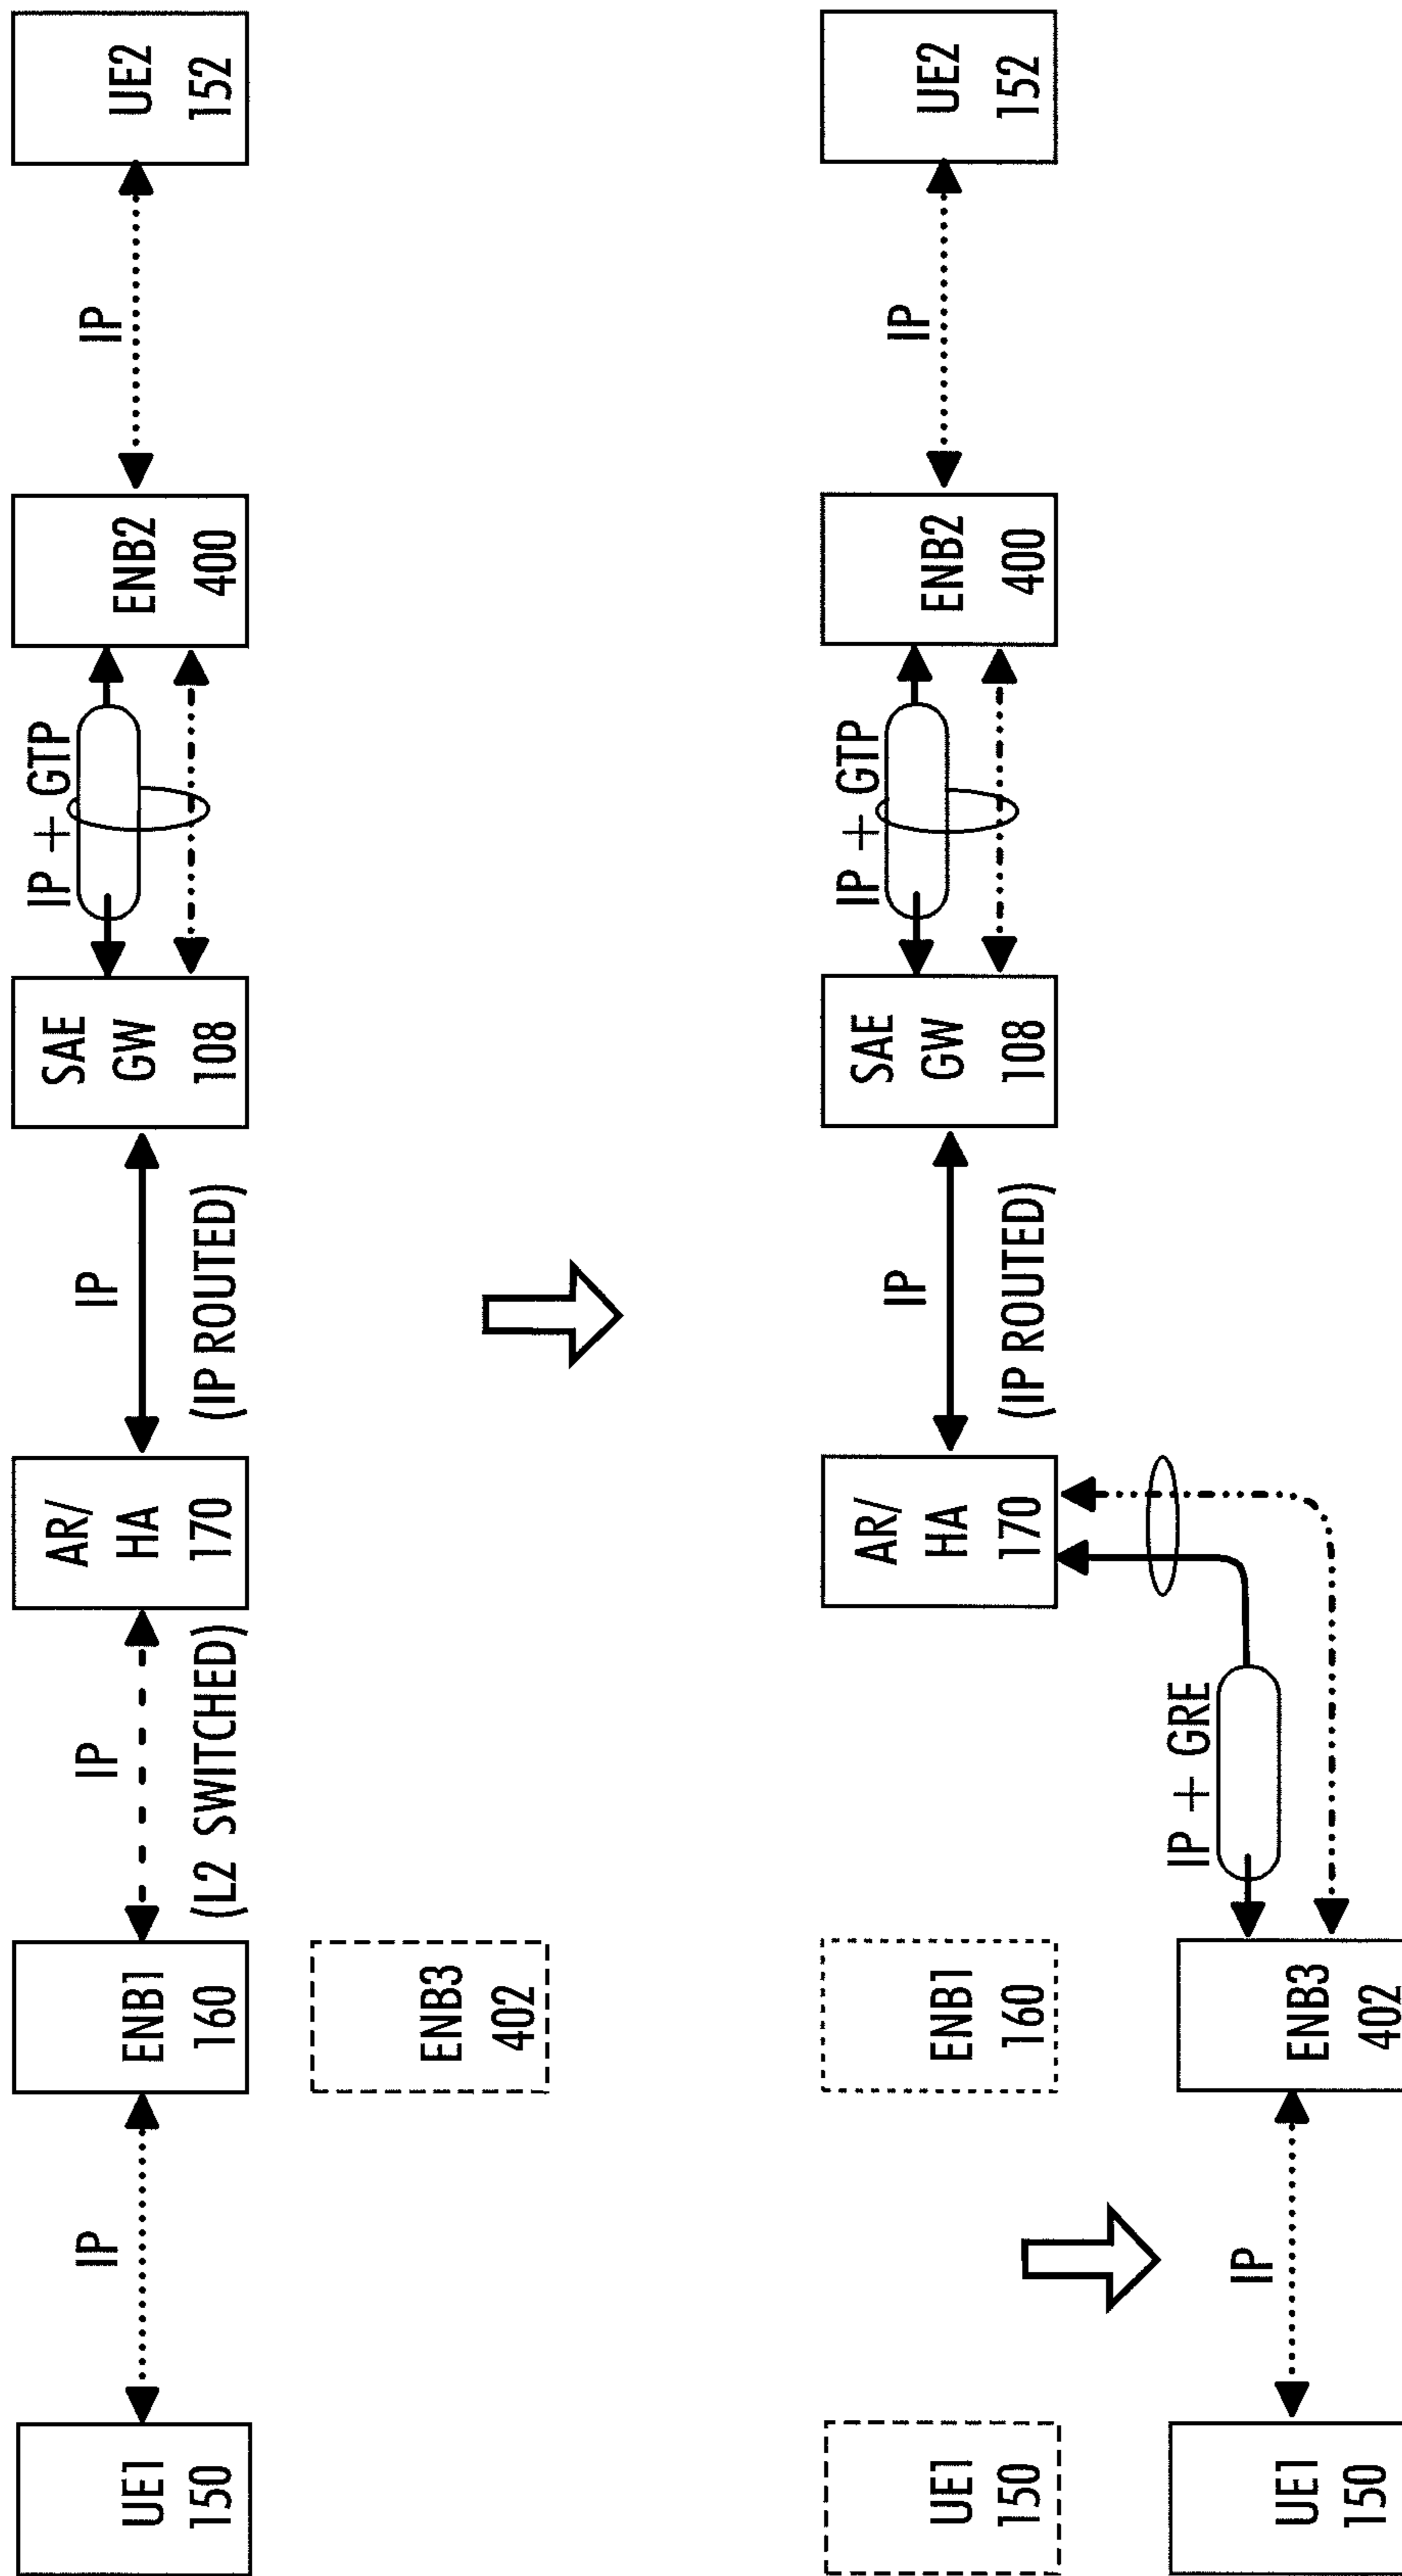 IP
IP
IP
IP + GTP
IP
UE1
150
ENB1
160
AR/
HA
170
SAE
GW
108
ENB2
400
UE2
152
(L2 SWITCHED)
(IP ROUTED)
ENB3
402
IP
IP + GTP
IP
UE1
150
ENB1
160
AR/
HA
170
SAE
GW
108
ENB2
400
UE2
152
(IP ROUTED)
IP
IP + GRE
UE1
150
ENB3
402